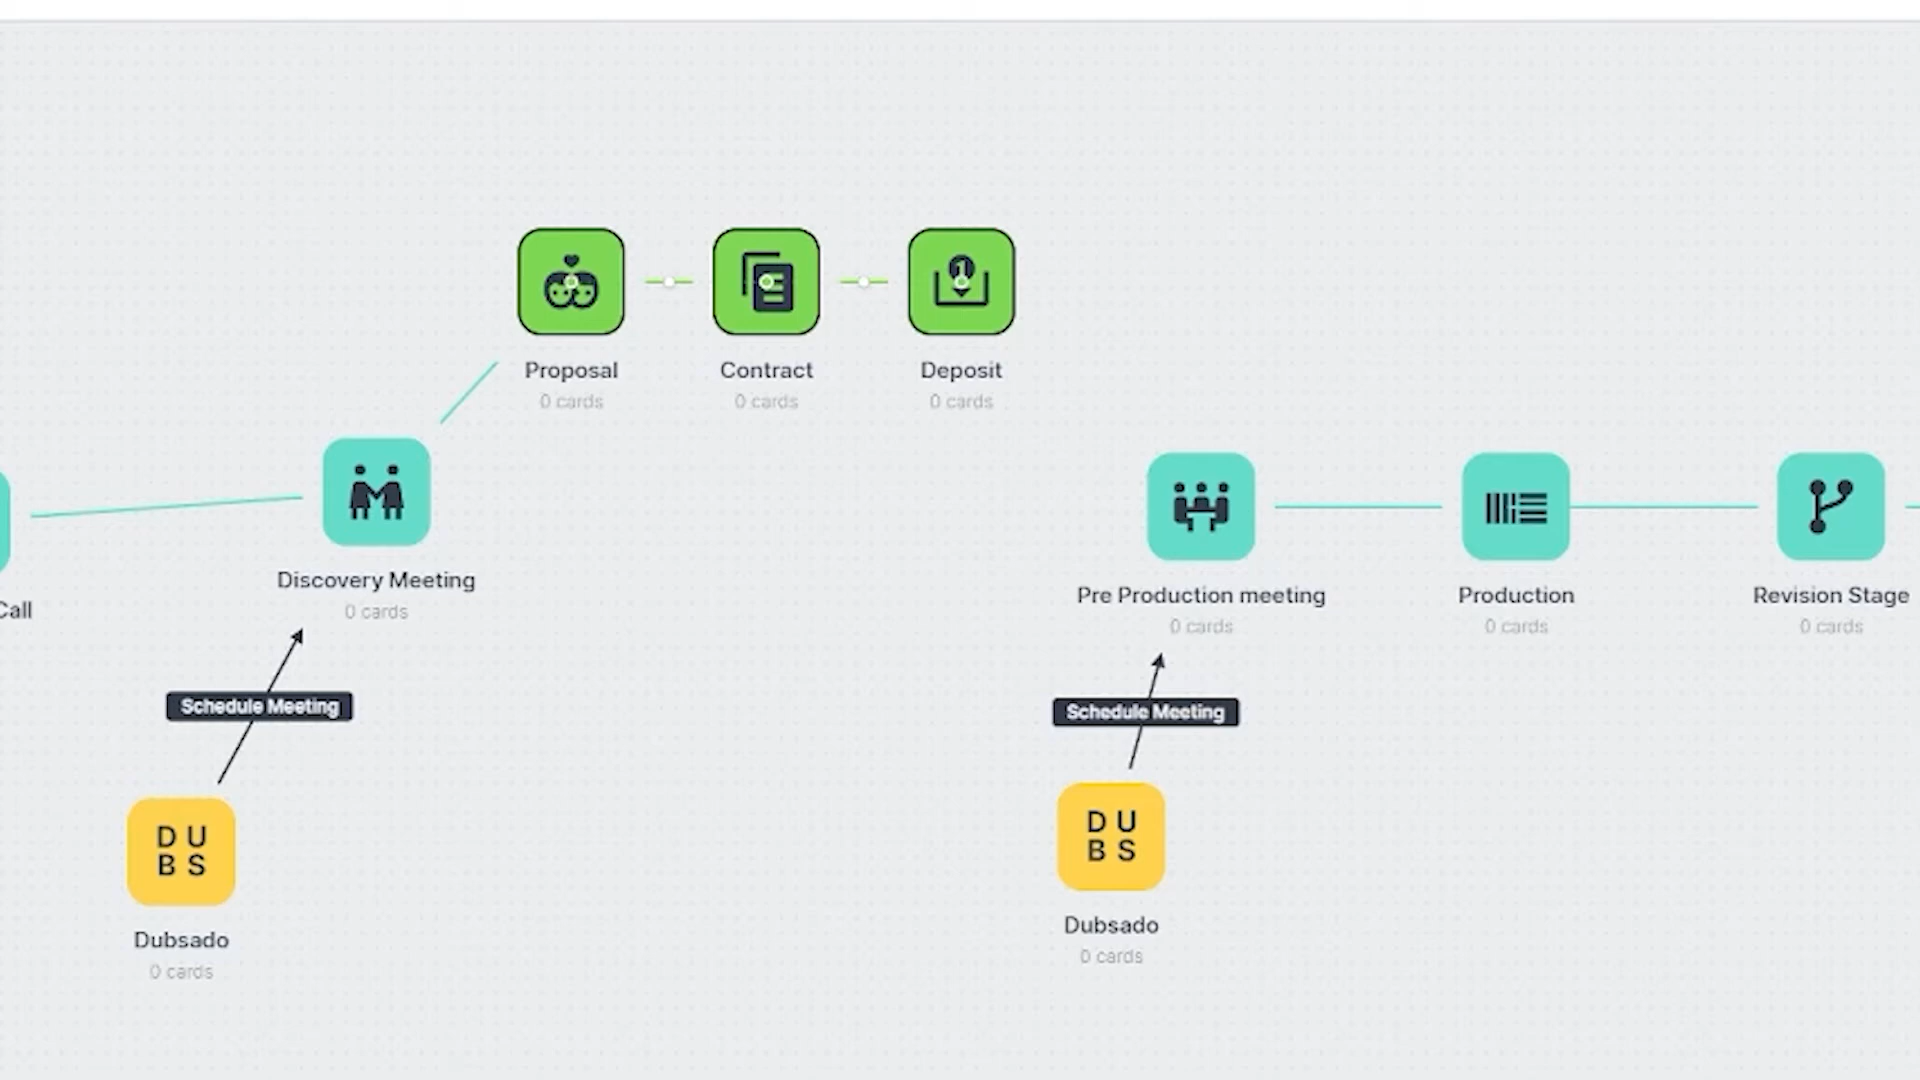 Proposal
0 cards
Contract
0 cards
Deposit
0 cards
Call
Discovery Meeting
0 cards
Pre Production meeting
0 cards
Production
0 cards
Revision Stage
0 cards
Schedule Meeting
Schedule Meeting
D U
B S
Dubsado
0 cards
D U
B S
Dubsado
0 cards